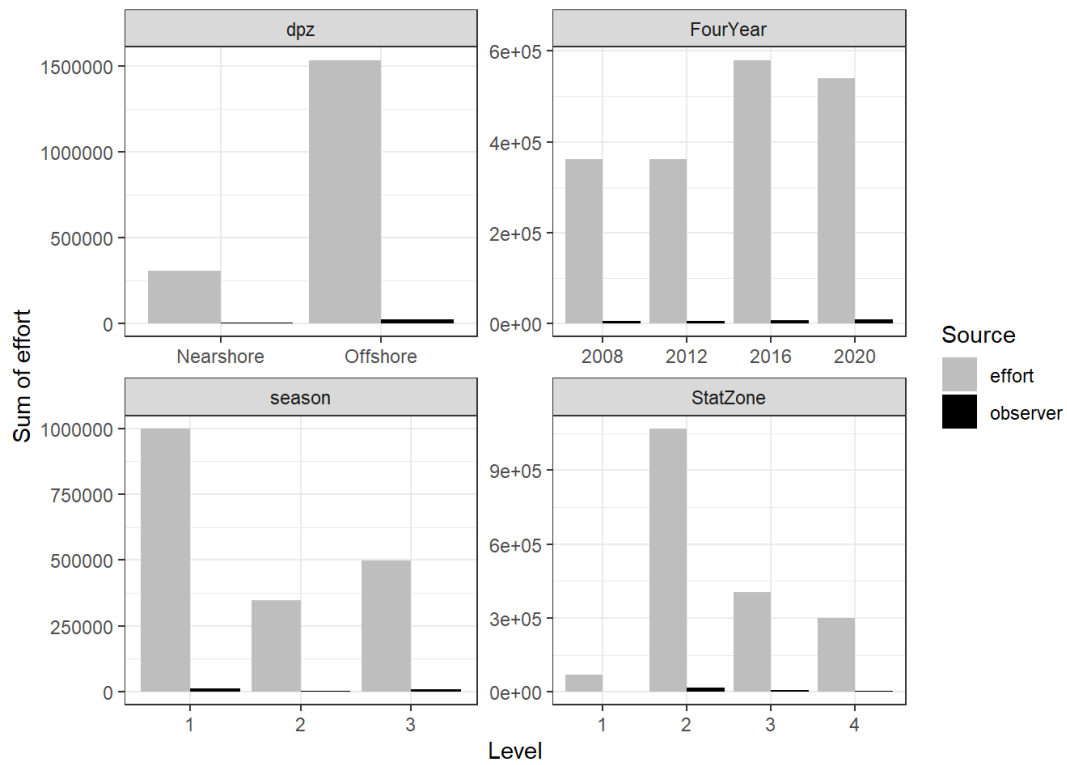 dpz
FourYear
1500000
1000000
500000
0
Nearshore
Offshore
6e+05
4e+05
2e+05
0e+00
2008
2012
2016
2020
season
StatZone
1000000
750000
500000
250000
0
1
2
3
9e+05
6e+05
3e+05
0e+00
1
2
3
4
Sum of effort
Level
Source
effort
observer